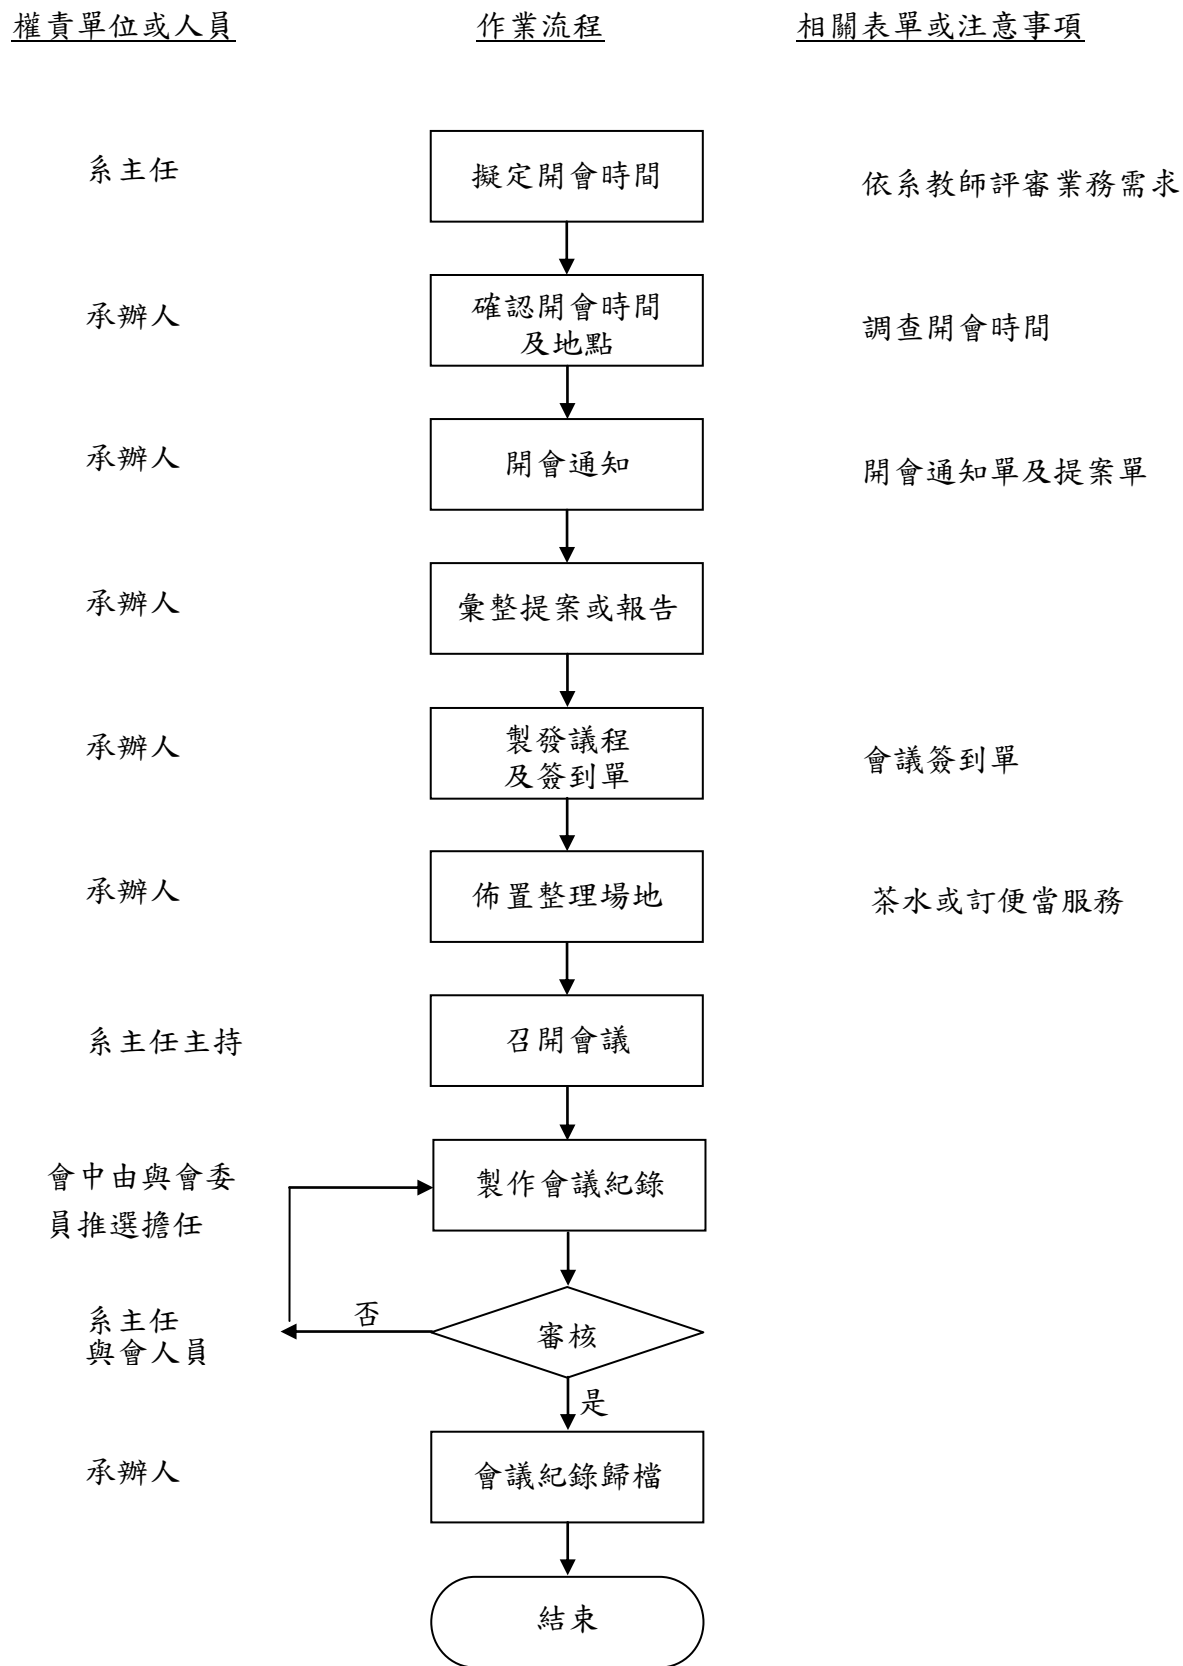 權責單位或人員
作業流程
相關表單或注意事項
系主任
擬定開會時間
依系教師評審業務需求
承辦人
確認開會時間
及地點
調查開會時間
承辦人
開會通知
開會通知單及提案單
承辦人
彙整提案或報告
承辦人
製發議程
及簽到單
會議簽到單
承辦人
佈置整理場地
茶水或訂便當服務
系主任主持
召開會議
會中由與會委
員推選擔任
製作會議紀錄
系主任
與會人員
否
審核
是
承辦人
會議紀錄歸檔
結束